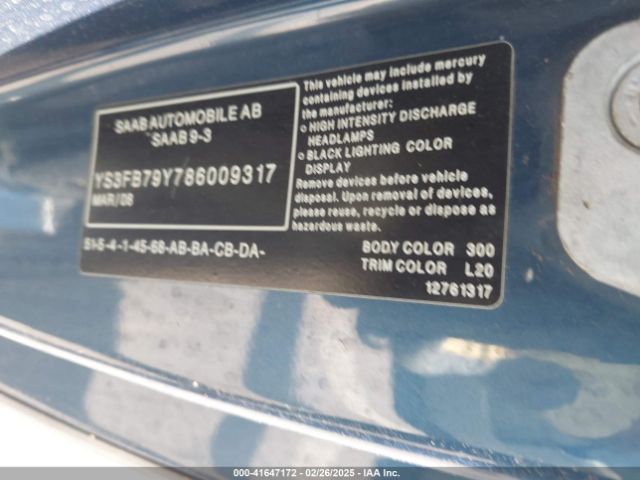 SAAB AUTOMOBILE AB
SAAB 9-3
YS3FB79Y786009317
MAR/08
51-5-4-1-45-68-AB-BA-CB-DA-
This vehicle may include mercury
containing devices installed by
the manufacturer:
o HIGH INTENSITY DISCHARGE
HEADLAMPS
o BLACK LIGHTING COLOR
DISPLAY
Remove devices before vehicle
disposal. Upon removal of devices,
please reuse, recycle or dispose as
hazardous waste.
BODY COLOR 300
TRIM COLOR L20
12761317
000-41647172 - 02/26/2025 - IAA Inc.